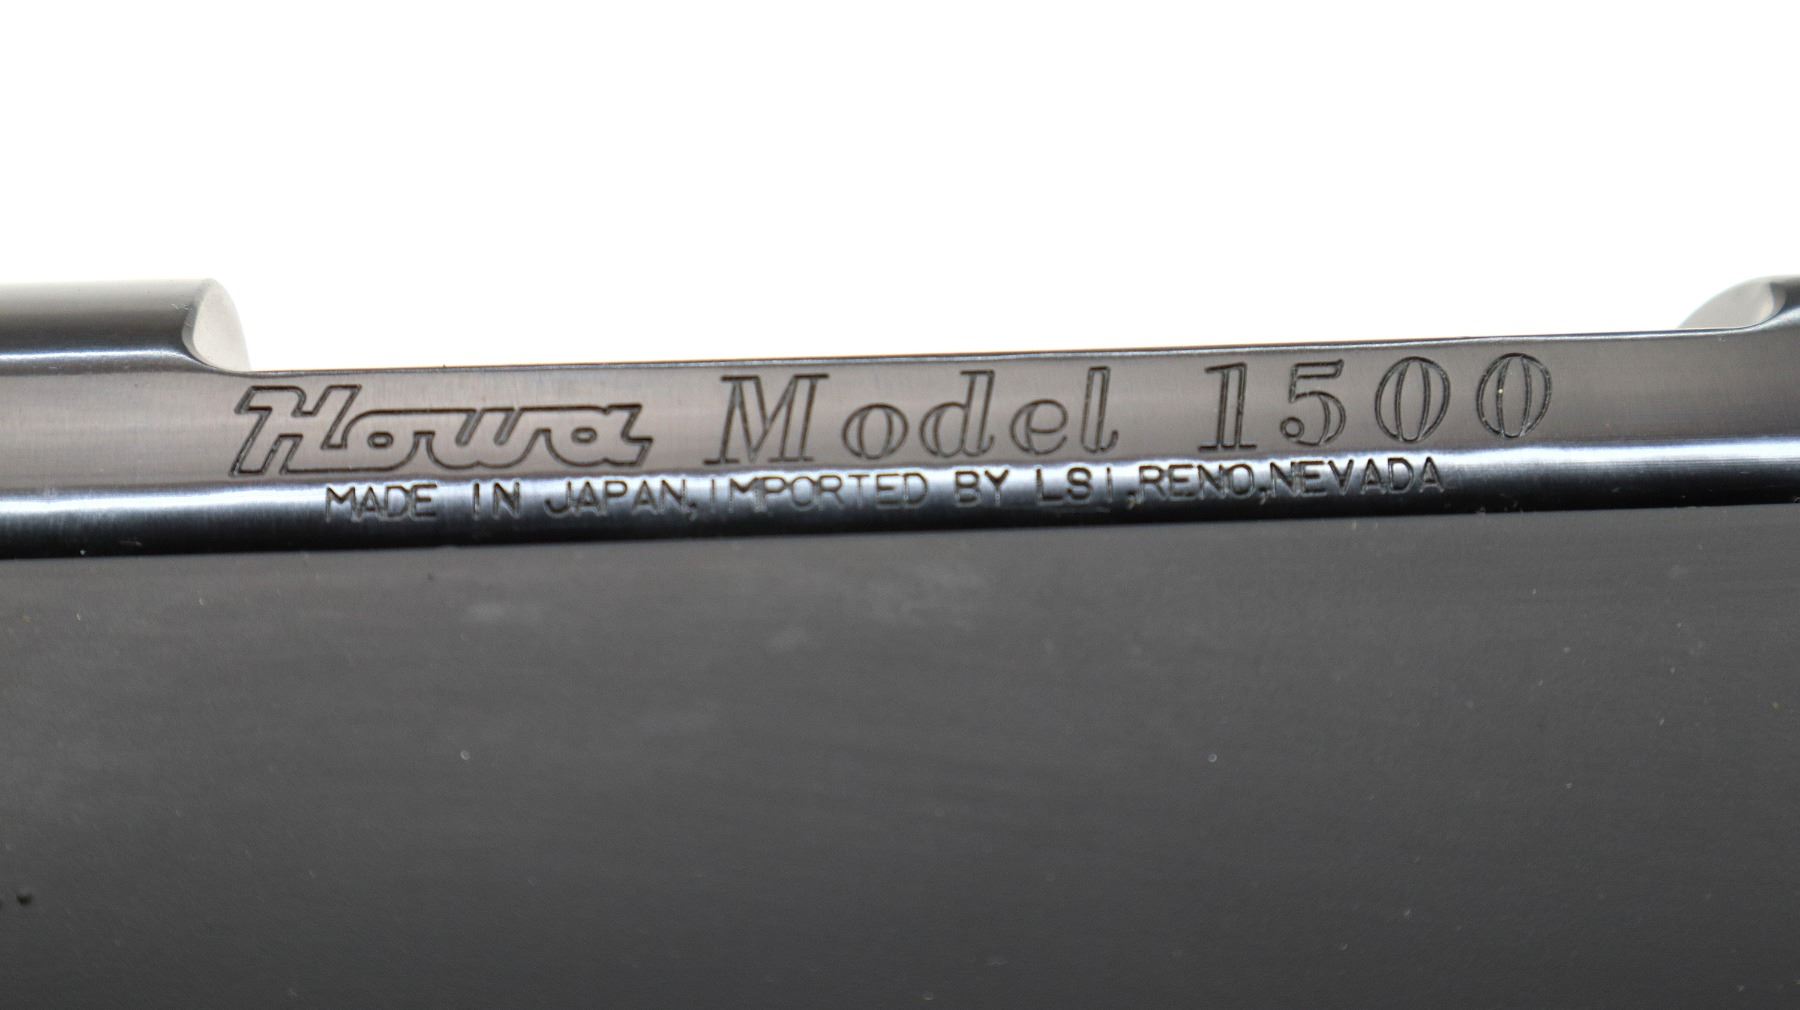 Howa Model 1500
MADE IN JAPAN, IMPORTED BY LSI, RENO, NEVADA